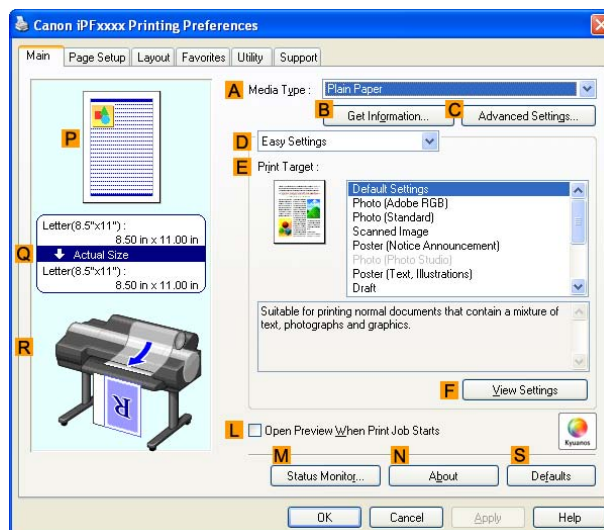 Canon iPFxxxx Printing Preferences
Main Page Setup Layout Favorites Utility Support
A Media Type : Plain Paper
B Get Information... C Advanced Settings...
D Easy Settings
E Print Target :
Default Settings
Photo (Adobe RGB)
Photo (Standard)
Scanned Image
Poster (Notice Announcement)
Photo (Photo Studio)
Poster (Text, Illustrations)
Draft
Suitable for printing normal documents that contain a mixture of
text, photographs and graphics.
F View Settings
P
Q
Letter(8.5"x11") :
8.50 in x 11.00 in
Actual Size
Letter(8.5"x11") :
8.50 in x 11.00 in
R
R
L Open Preview When Print Job Starts
Kyuanos
M Status Monitor... N About S Defaults
OK Cancel Apply Help